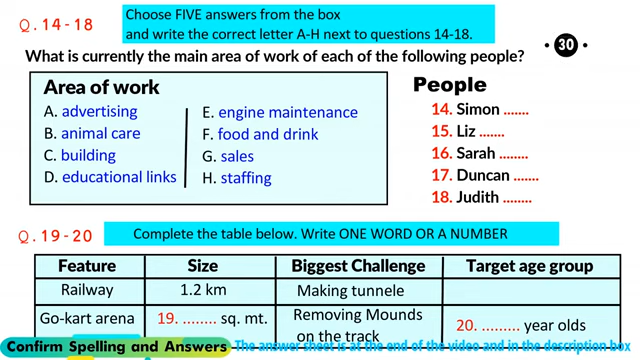 Q.14-18
Choose FIVE answers from the box
and write the correct letter A-H next to questions 14-18.
30
What is currently the main area of work of each of the following people?
Area of work
A. advertising
B. animal care
C. building
D. educational links
E. engine maintenance
F. food and drink
G. sales
H. staffing
People
14. Simon .......
15. Liz .......
16. Sarah ........
17. Duncan .......
18. Judith ........
Q.19-20
Complete the table below. Write ONE WORD OR A NUMBER
Feature Size Biggest Challenge Target age group
Railway 1.2 km Making tunnele
Go-kart arena 19. ........ sq. mt. Removing Mounds on the track 20. ......... year olds
Confirm Spelling and Answers The answer sheet is at the end of the video and in the description box